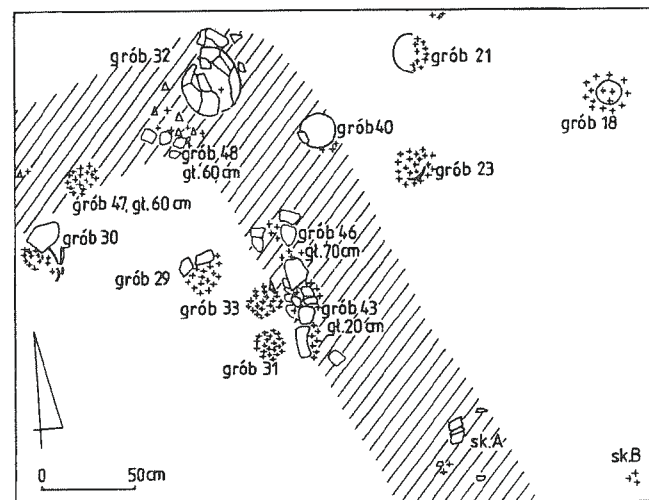 grób 32
grób 21
grób 18
grób 40
grób 48
gł. 60 cm
grób 23
grób 47, gł. 60 cm
grób 30
grób 46
gł. 70 cm
grób 29
grób 33
grób 43
gł. 20 cm
grób 31
sk. A
sk. B
0 50 cm